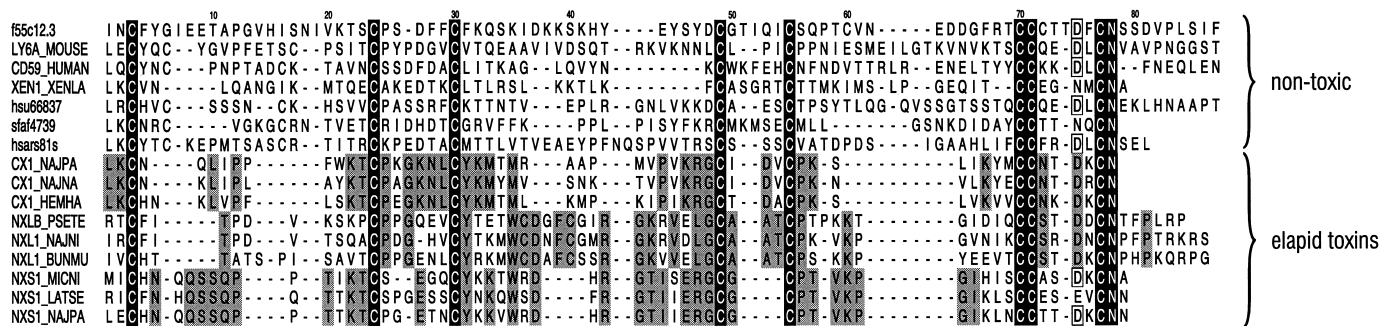 10 20 30 40 50 60 70 80
f55c12.3 INCFYGIEETAPGVHISNIVKTSCPS-DFFCFKQSKIDKKSKHY----EYSYDCGTIQICSQPTCVN-----EDDGFRTCCCTTDFCNSSDVPLSIF
LY6A_MOUSE LECYQC-YGVPFETSC--PSITCPYPDGVCVTQEAAVIVDSQT--RKVKNNLCL--PICPPNIESMEILGTKVNVKTSCCQE-DLCNVAVPNGGST
CD59_HUMAN LQCYNC---PNPTADCK--TAVNCSSDFDACLITKAG--LQVYN-----KCWKFEHCNFNDVTTRLR--ENELTYYCCKK-DLCN--FNEQLEN
XEN1_XENLA LKCVN-----LQANGIK--MTQECAKEDTKCLTLRSL--KKTLK-----FCASGRTCTTMKIMS-LP--GEQIT---CCEG-NMCNA
hsu66837 LRCHVC---SSSN-CK--HSVVCPASSRFCKTTNTV---EPLR--GNLVKKDCA--ESCTPSYTLQG-QVSSGTSSTQCCQE-DLCNEKLHNAAPT
sfaf4739 LKCNRC-----VGKGCRN-TVETCRIDHDTCGRVFFK----PPL--PISYFKRCMKMSECMLL-----GSNKDIDAYCCTT-NQCN
hsars81s LKCYTC-KEPMTSASCR--TITRCKPEDTACMTTLVTVEAEYPFNQSPVVTRSCS--SSCVATDPDS---IGAAHLIFCCFR-DLCNSEL
CX1_NAJPA LKCN----QLIPP------FWKTCPKGKNLCYKMTMR---AAP--MVPVKRGCI--DVCPK-S--------LIKYMCCNT-DKCN
CX1_NAJNA LKCN----KLIPL------AYKTCPAGKNLCYKMYMV---SNK--TVPVKRGCI--DVCPK-N--------VLKYECCNT-DRCN
CX1_HEMHA LKCHN---KLVPF------LSKTCPEGKNLCYKMTML---KMP--KIPIKRGCT--DACPK-S--------LVKVVCCNK-DKCN
NXLB_PSETE RTCFI-----TPD---V--KSKPCPPGQEVCYTETWCDGFCGIR--GKRVELGCA--ATCPTPKKT-----GIDIQCCST-DDCNTFPLRP
NXL1_NAJNI IRCFI-----TPD---V--TSQACPDG-HVCYTKMWCDNFCGMR--GKRVDLGCA--ATCPK-VKP-----GVNIKCCSR-DNCNPFPTRKRS
NXL1_BUNMU IVCHT-----TATS-PI--SAVTCPPGENLCYRKMWCDAFCSSR--GKVVELGCA--ATCPSKKP------YEEVTCCST-DKCNPHPKQRPG
NXS1_MICNI MICHN-QQSSQP----P--TIKTCS--EGQCYKKTWRD----HR--GTISERGCG----CPT-VKP-----GIHISCCAS-DKCNA
NXS1_LATSE RICFN-HQSSQP----Q--TTKTCSPGESSCYNKQWSD----FR--GTIIERGCG----CPT-VKP-----GIKLSCCES-EVCNN
NXS1_NAJPA LECHN-QQSSQP----P--TTKTCPG-ETNCYKKVWRD----HR--GTIIERGCG----CPT-VKP-----GIKLNCCTT-DKCNN
non-toxic
elapid toxins